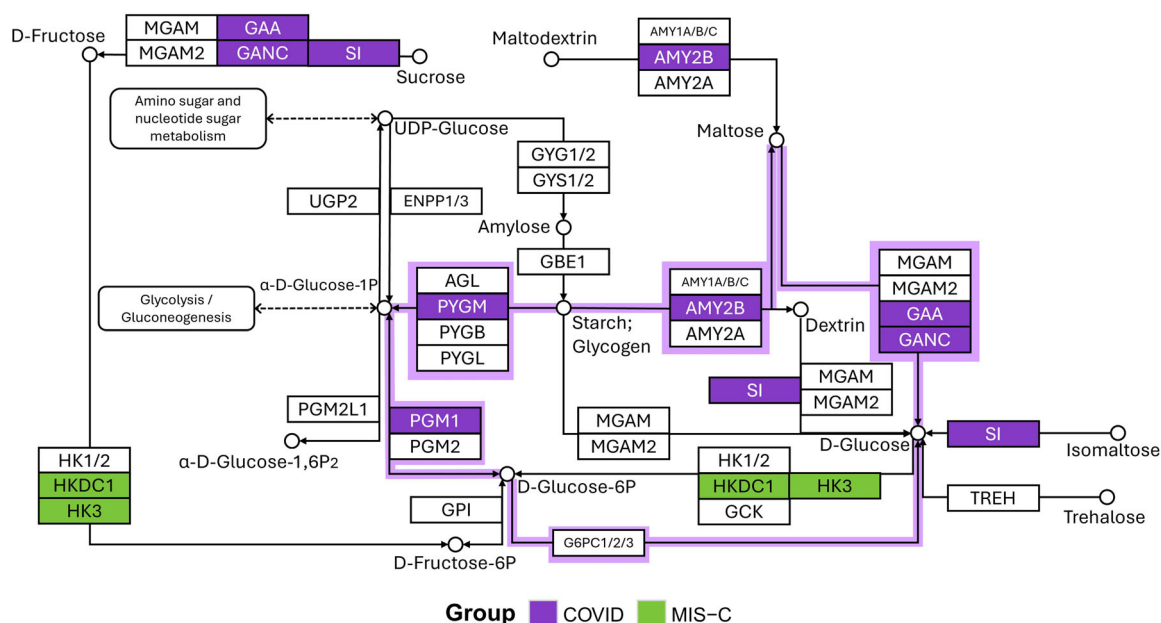 MGAM
GAA
D-Fructose
MGAM2
GANC
SI
Sucrose
Maltodextrin
AMY1A/B/C
AMY2B
AMY2A
Maltose
Amino sugar and
nucleotide sugar
metabolism
UDP-Glucose
GYG1/2
GYS1/2
UGP2
ENPP1/3
Amylose
GBE1
α-D-Glucose-1P
Glycolysis /
Gluconeogenesis
AGL
PYGM
PYGB
PYGL
Starch;
Glycogen
AMY1A/B/C
AMY2B
AMY2A
Dextrin
MGAM
MGAM2
GAA
GANC
SI
MGAM
MGAM2
PGM2L1
PGM1
PGM2
MGAM
MGAM2
D-Glucose
SI
Isomaltose
α-D-Glucose-1,6P2
HK1/2
HKDC1
HK3
D-Glucose-6P
HK1/2
HKDC1
HK3
GCK
TREH
Trehalose
GPI
G6PC1/2/3
D-Fructose-6P
Group
COVID
MIS-C